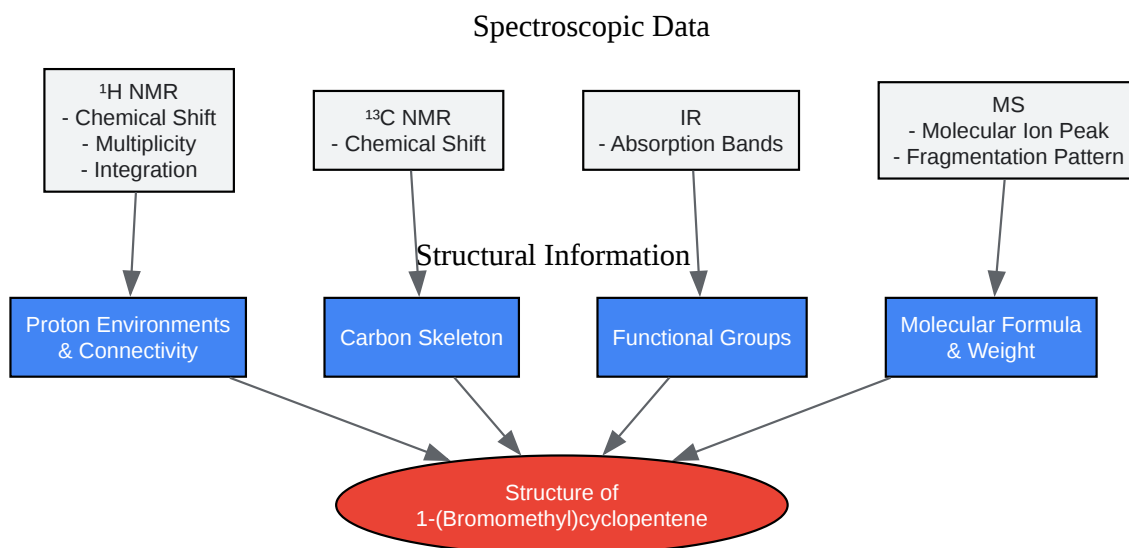 Spectroscopic Data
¹H NMR
- Chemical Shift
- Multiplicity
- Integration
¹³C NMR
- Chemical Shift
IR
- Absorption Bands
MS
- Molecular Ion Peak
- Fragmentation Pattern
Structural Information
Proton Environments
& Connectivity
Carbon Skeleton
Functional Groups
Molecular Formula
& Weight
Structure of
1-(Bromomethyl)cyclopentene